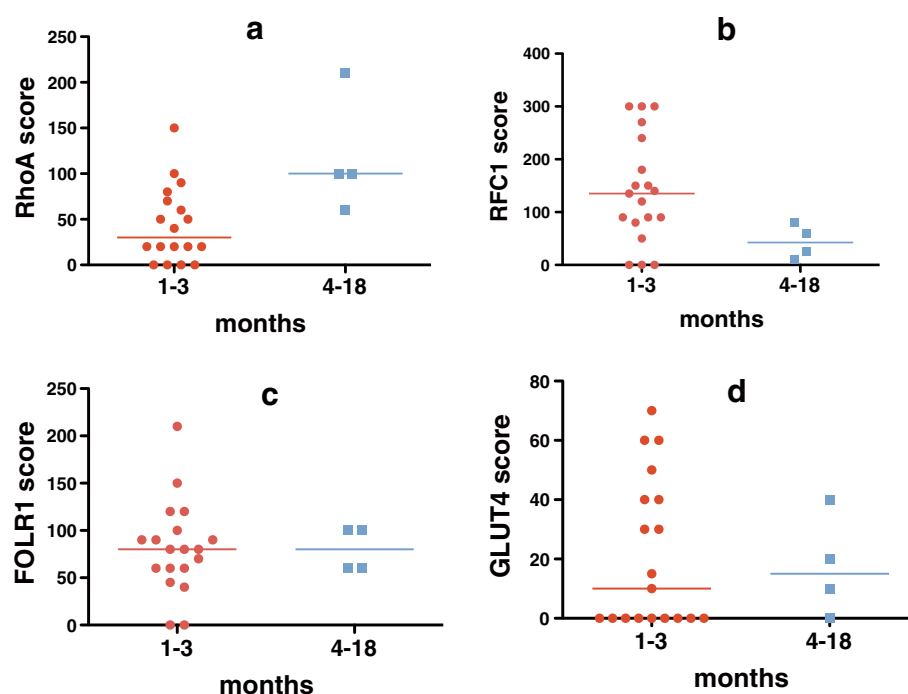 a
250
200
150
100
50
0
RhoA score
1-3 4-18
months
b
400
300
200
100
0
RFC1 score
1-3 4-18
months
c
250
200
150
100
50
0
FOLR1 score
1-3 4-18
months
d
80
60
40
20
0
GLUT4 score
1-3 4-18
months